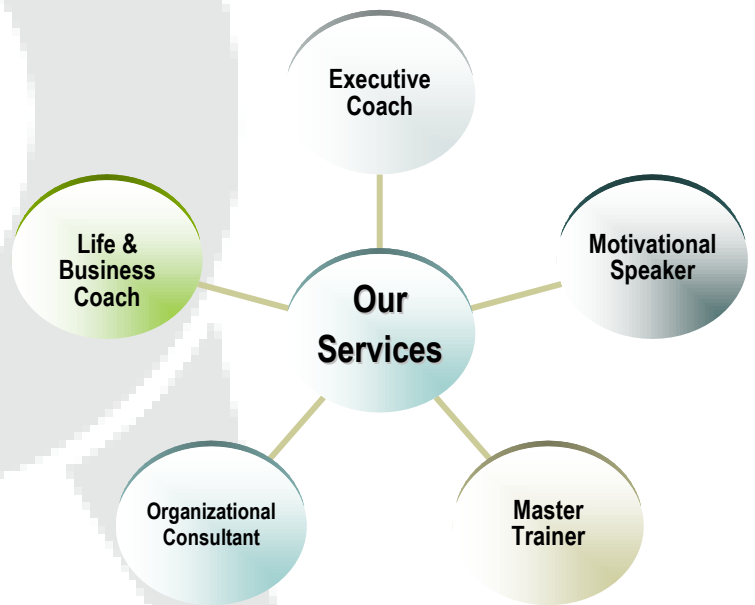 Executive
Coach
Life &
Business
Coach
Motivational
Speaker
Our
Services
Organizational
Consultant
Master
Trainer